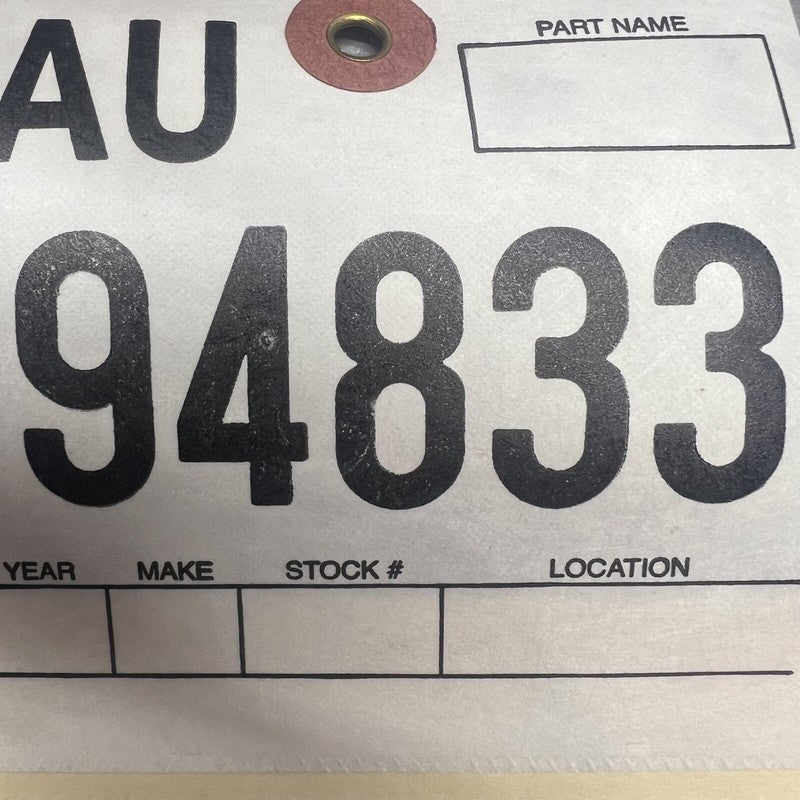 AU
PART NAME
94833
YEAR MAKE STOCK # LOCATION